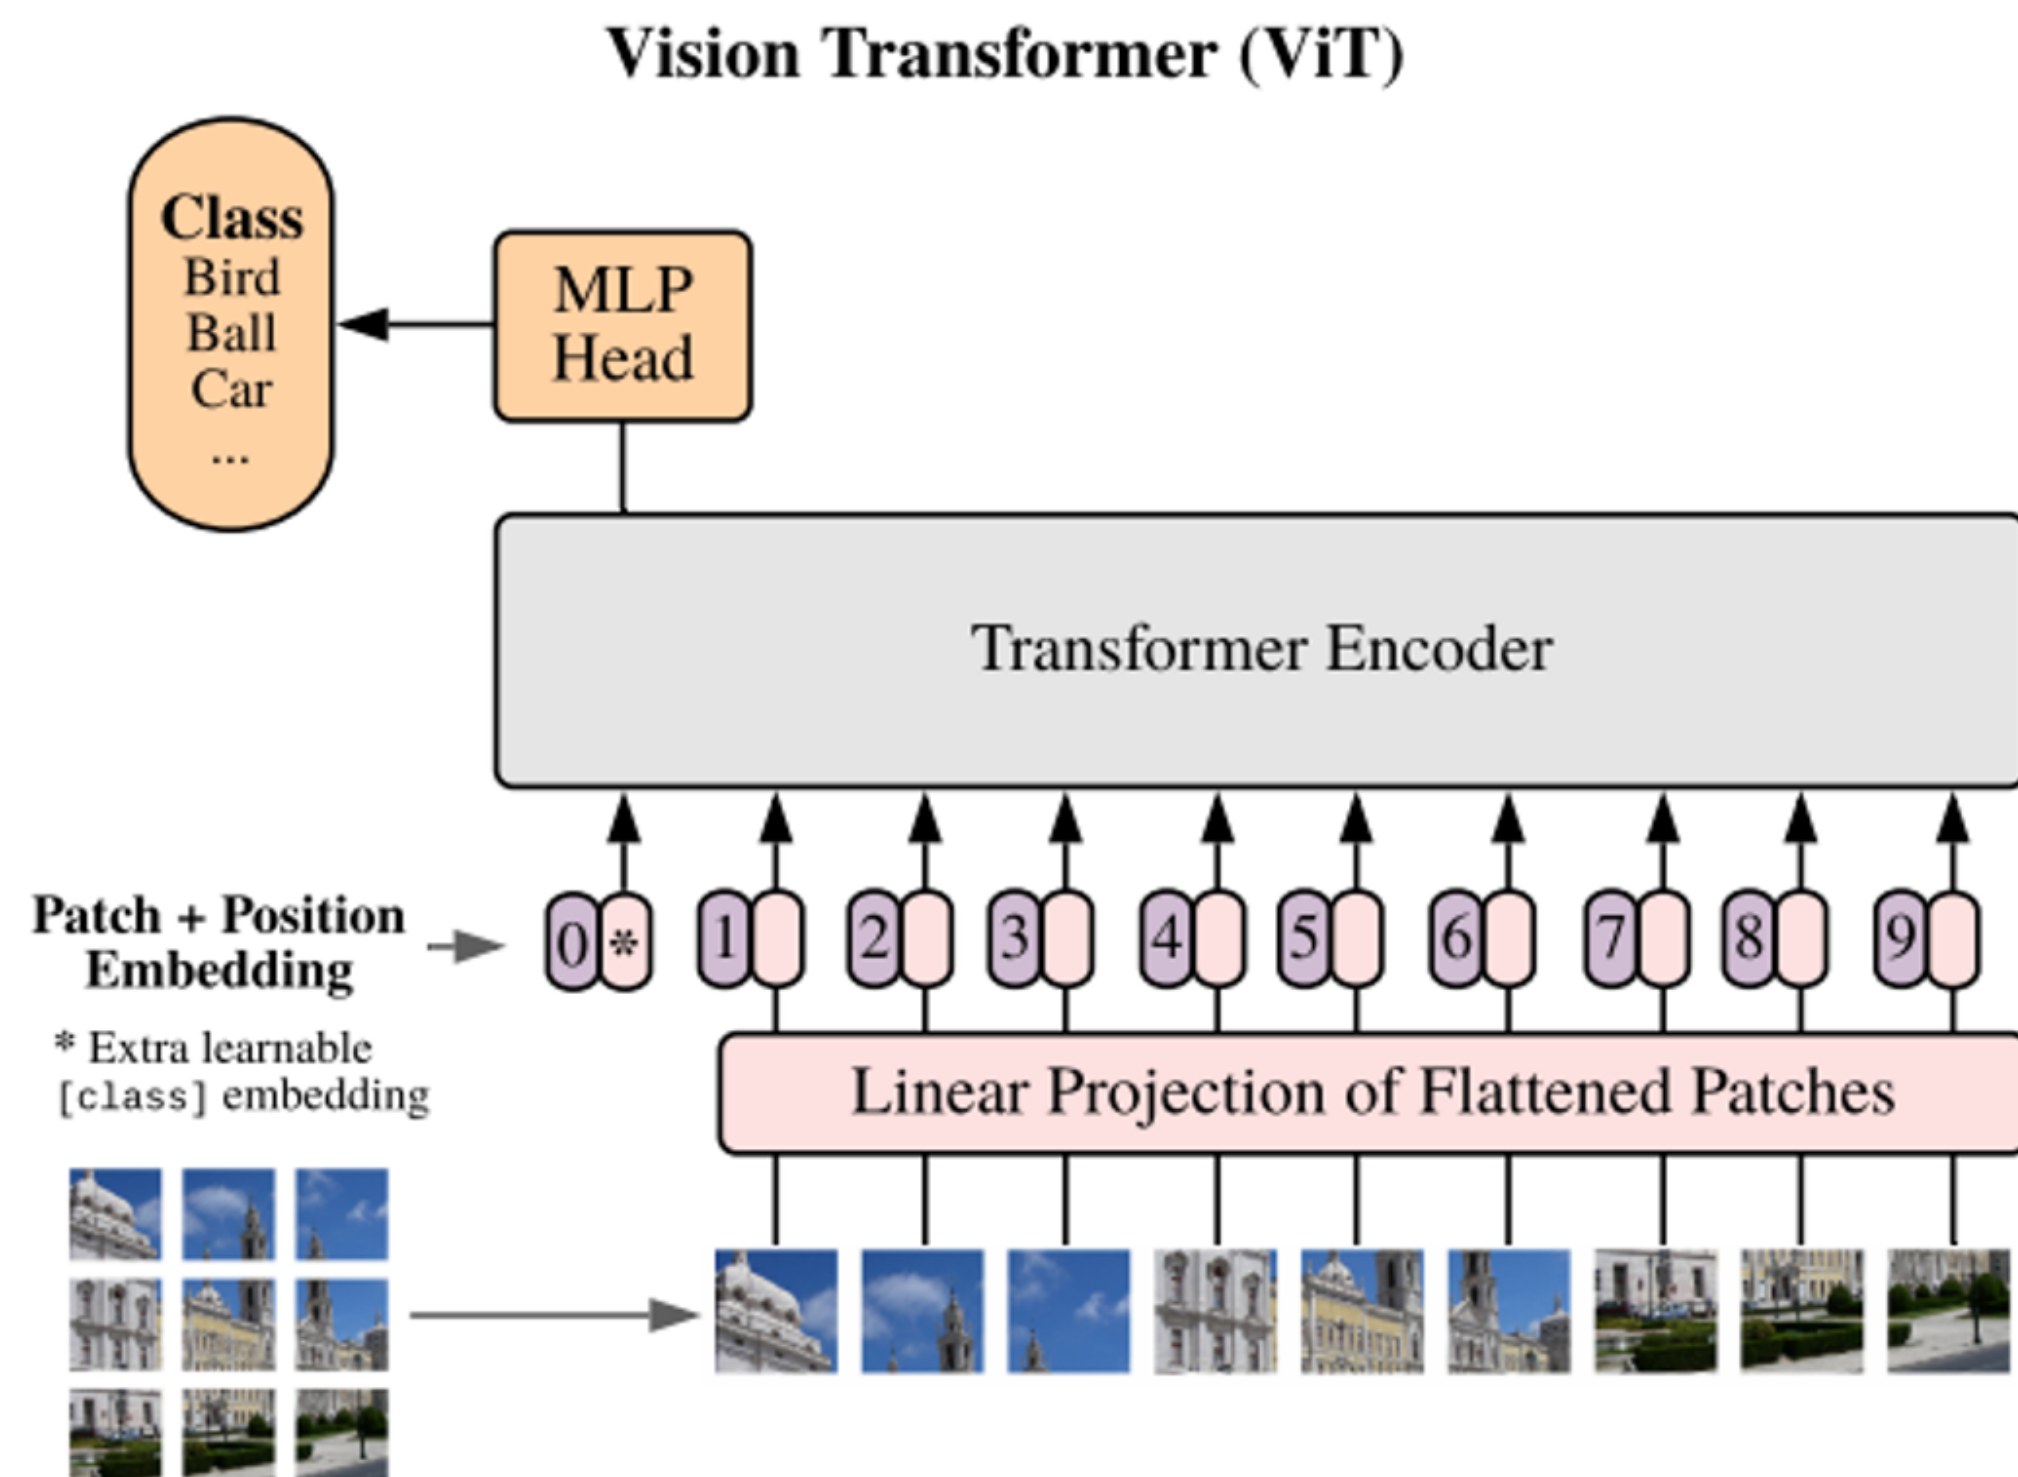 Vision Transformer (ViT)
Class
Bird
Ball
Car
...
MLP
Head
Transformer Encoder
Patch + Position
Embedding
0 * 1 2 3 4 5 6 7 8 9
* Extra learnable
[class] embedding
Linear Projection of Flattened Patches